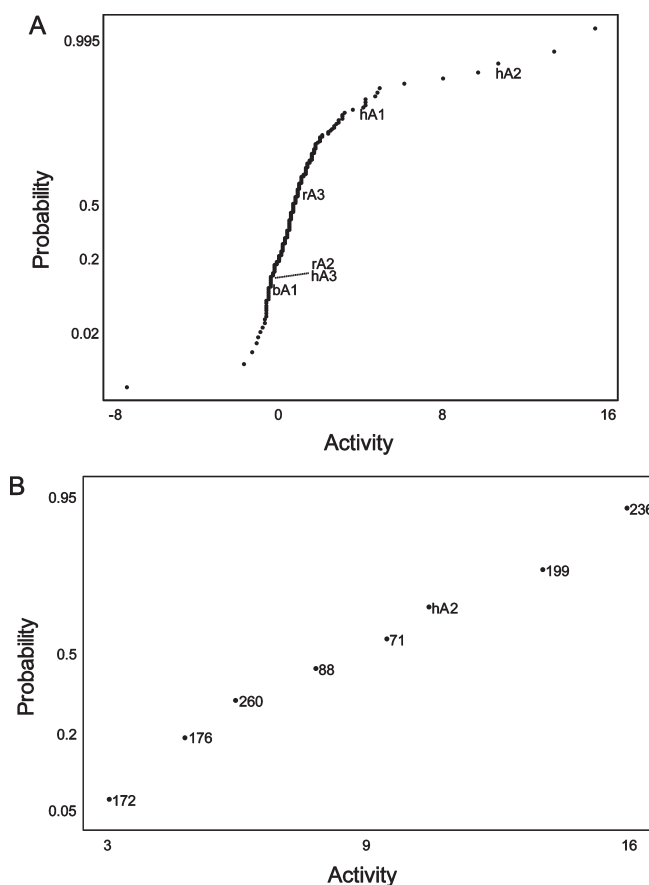 A
0.995
hA2
hA1
rA3
0.5
Probability
0.2
rA2
hA3
bA1
0.02
-8 0 8 16
Activity
B
0.95
236
199
hA2
71
0.5
88
Probability
260
0.2
176
172
0.05
3 9 16
Activity